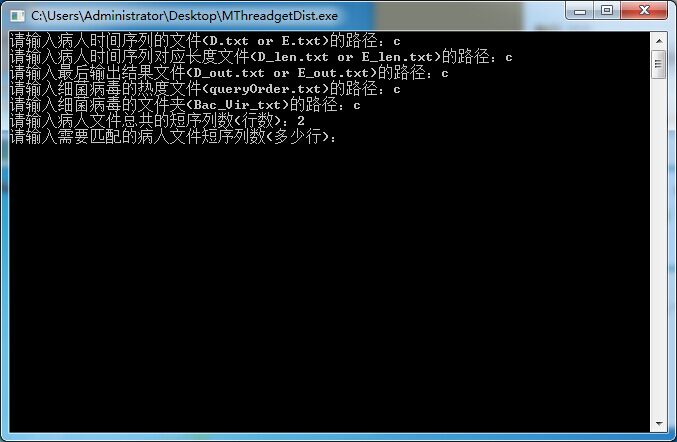 C:\Users\Administrator\Desktop\MThreadgetDist.exe
请输入病人时间序列的文件(D.txt or E.txt)的路径：c
请输入病人时间序列对应长度文件(D_len.txt or E_len.txt)的路径：c
请输入最后输出结果文件(D_out.txt or E_out.txt)的路径：c
请输入细菌病毒的热度文件(queryOrder.txt)的路径：c
请输入细菌病毒的文件夹(Bac_Vir_txt)的路径：c
请输入病人文件总共的短序列数(行数)：2
请输入需要匹配的病人文件短序列数(多少行)：